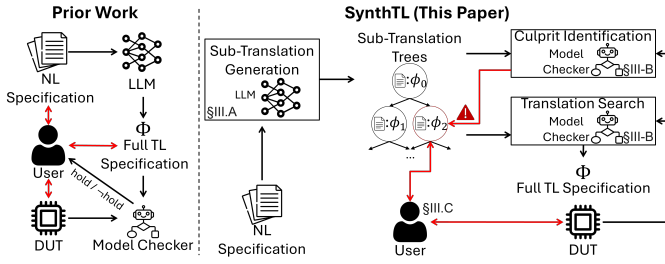 Prior Work
NL
Specification
LLM
Φ
Full TL
Specification
User
hold / ¬hold
DUT
Model Checker
SynthTL (This Paper)
Sub-Translation
Generation
LLM
§III.A
NL
Specification
Sub-Translation
Trees
:ϕ0
:ϕ1
:ϕ2
...
Culprit Identification
Model
Checker
§III-B
Translation Search
Model
Checker
§III-B
Φ
Full TL Specification
§III.C
User
DUT